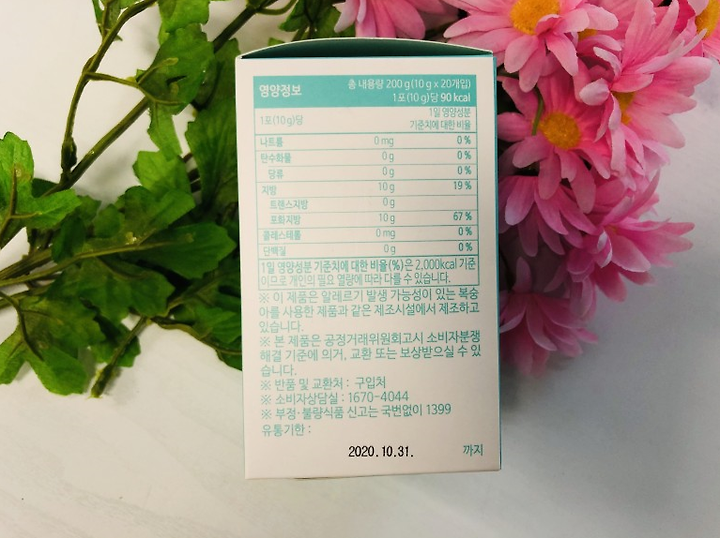 영양정보
총 내용량 200 g(10 g x 20개입)
1포(10 g)당 90 kcal
1포(10 g)당
1일 영양성분
기준치에 대한 비율
나트륨 0 mg 0 %
탄수화물 0 g 0 %
당류 0 g 0 %
지방 10 g 19 %
트랜스지방 0 g
포화지방 10 g 67 %
콜레스테롤 0 mg 0 %
단백질 0 g 0 %
1일 영양성분 기준치에 대한 비율(%)은 2,000kcal 기준
이므로 개인의 필요 열량에 따라 다를 수 있습니다.
※ 이 제품은 알레르기 발생 가능성이 있는 복숭
아를 사용한 제품과 같은 제조시설에서 제조하고
있습니다.
※ 본 제품은 공정거래위원회고시 소비자분쟁
해결 기준에 의거, 교환 또는 보상받으실 수 있
습니다.
※ 반품 및 교환처 : 구입처
※ 소비자상담실 : 1670-4044
※ 부정·불량식품 신고는 국번없이 1399
유통기한 :
2020.10.31. 까지